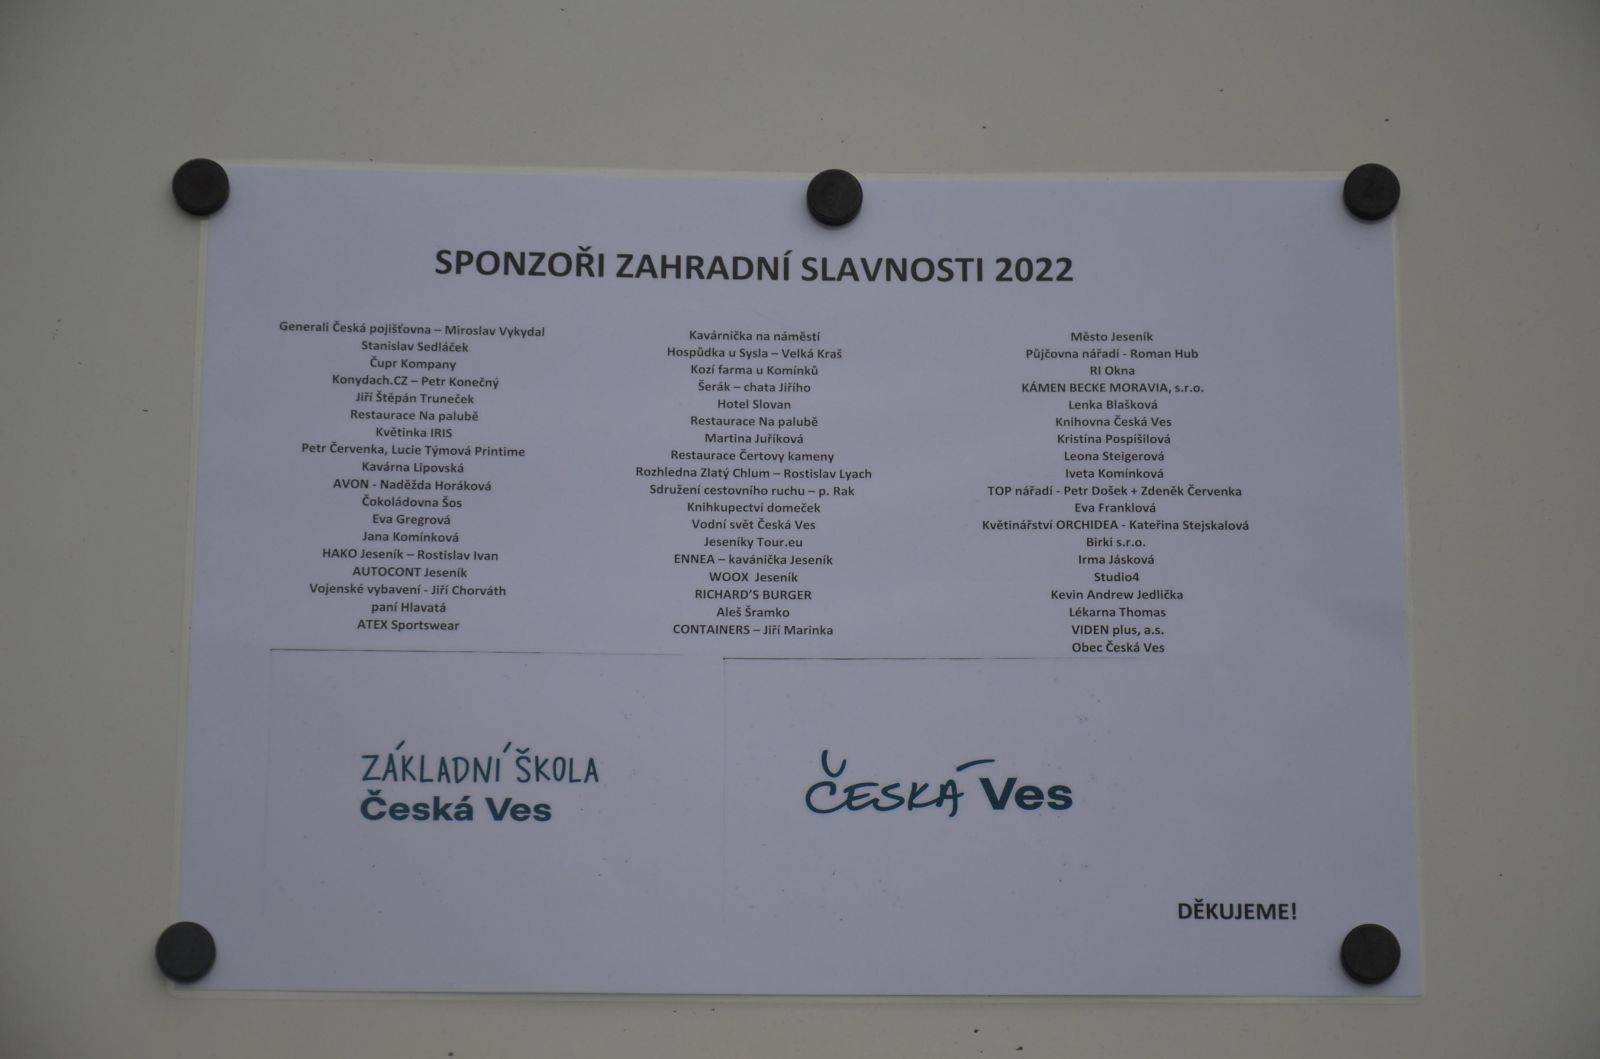 SPONZOŘI ZAHRADNÍ SLAVNOSTI 2022
Generali Česká pojišťovna – Miroslav Vykydal
Stanislav Sedláček
Čupr Kompany
Konydach.CZ – Petr Konečný
Jiří Štěpán Truneček
Restaurace Na palubě
Květinka IRIS
Petr Červenka, Lucie Týmová Printime
Kavárna Lipovská
AVON - Naděžda Horáková
Čokoládovna Šos
Eva Gregrová
Jana Komínková
HAKO Jeseník – Rostislav Ivan
AUTOCONT Jeseník
Vojenské vybavení - Jiří Chorváth
paní Hlavatá
ATEX Sportswear
Kavárnička na náměstí
Hospůdka u Sysla – Velká Kraš
Kozí farma u Komínků
Šerák – chata Jiřího
Hotel Slovan
Restaurace Na palubě
Martina Juříková
Restaurace Čertovy kameny
Rozhledna Zlatý Chlum – Rostislav Lyach
Sdružení cestovního ruchu – p. Rak
Knihkupectví domeček
Vodní svět Česká Ves
Jeseníky Tour.eu
ENNEA – kavánička Jeseník
WOOX Jeseník
RICHARD'S BURGER
Aleš Šramko
CONTAINERS – Jiří Marinka
Město Jeseník
Půjčovna nářadí - Roman Hub
RI Okna
KÁMEN BECKE MORAVIA, s.r.o.
Lenka Blašková
Knihovna Česká Ves
Kristína Pospíšilová
Leona Steigerová
Iveta Komínková
TOP nářadí - Petr Došek + Zdeněk Červenka
Eva Franklová
Květinářství ORCHIDEA - Kateřina Stejskalová
Birki s.r.o.
Irma Jásková
Studio4
Kevin Andrew Jedlička
Lékarna Thomas
VIDEN plus, a.s.
Obec Česká Ves
ZÁKLADNÍ ŠKOLA
Česká Ves
ČESKÁ Ves
DĚKUJEME!